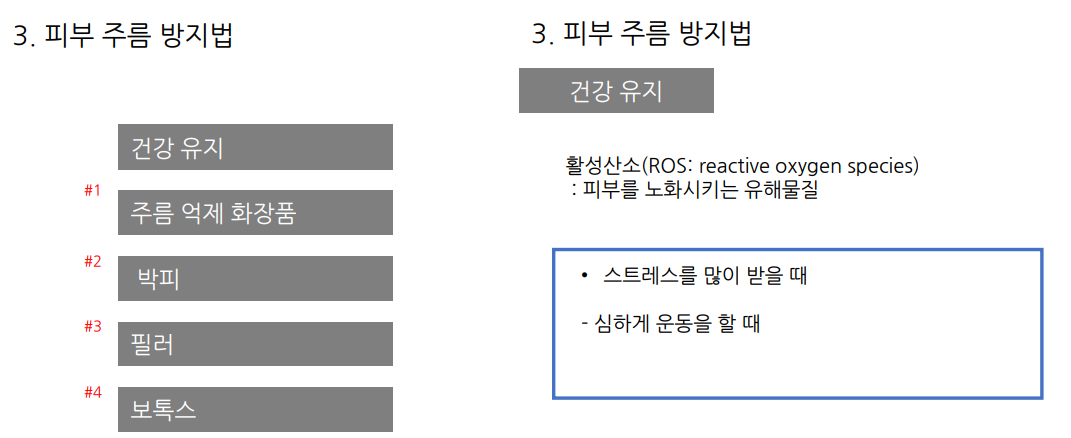 3. 피부 주름 방지법
건강 유지
#1
주름 억제 화장품
#2
박피
#3
필러
#4
보톡스
3. 피부 주름 방지법
건강 유지
활성산소(ROS: reactive oxygen species)
: 피부를 노화시키는 유해물질
• 스트레스를 많이 받을 때
- 심하게 운동을 할 때